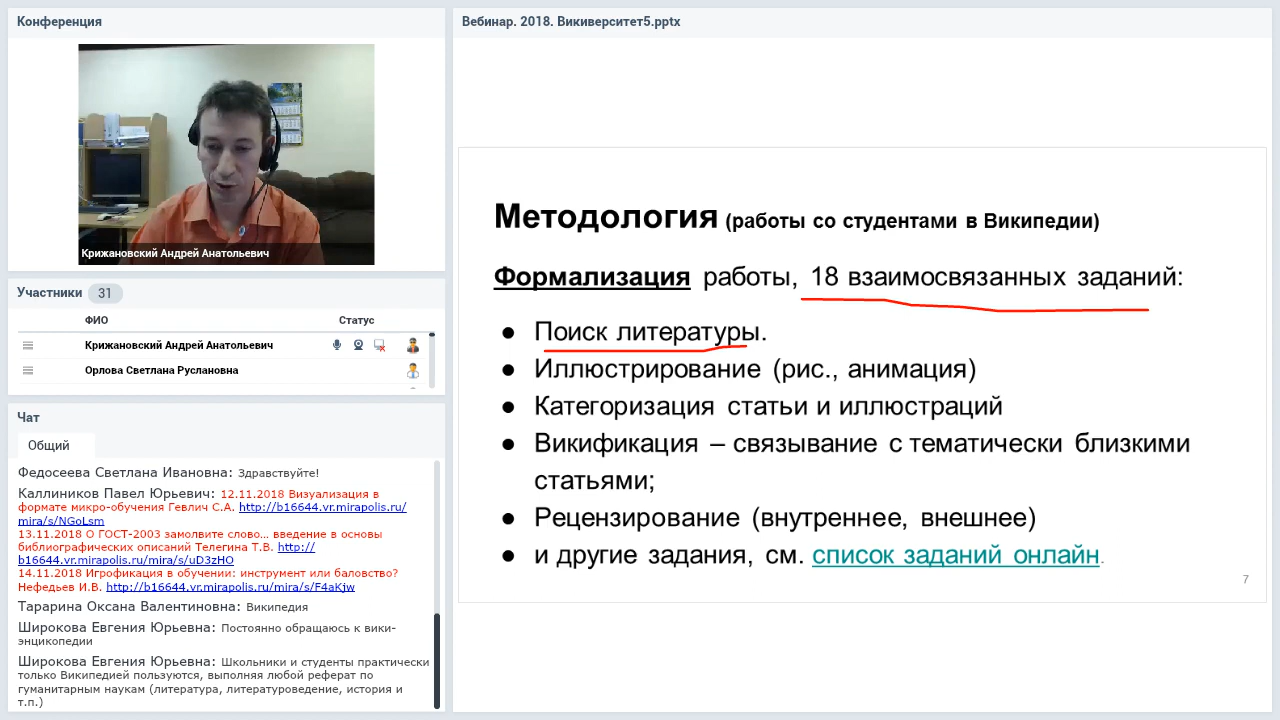 Конференция
Крижановский Андрей Анатольевич
Участники 31
ФИО Статус
Крижановский Андрей Анатольевич
Орлова Светлана Руслановна
Чат
Общий
Федосеева Светлана Ивановна: Здравствуйте!
Каллиников Павел Юрьевич: 12.11.2018 Визуализация в
формате микро-обучения Гевлич С.А. http://b16644.vr.mirapolis.ru/
mira/s/NGoLsm
13.11.2018 О ГОСТ-2003 замолвите слово... введение в основы
библиографических описаний Телегина Т.В. http://
b16644.vr.mirapolis.ru/mira/s/uD3zHO
14.11.2018 Игрофикация в обучении: инструмент или баловство?
Нефедьев И.В. http://b16644.vr.mirapolis.ru/mira/s/F4aKjw
Тарарина Оксана Валентиновна: Википедия
Широкова Евгения Юрьевна: Постоянно обращаюсь к вики-
энциклопедии
Широкова Евгения Юрьевна: Школьники и студенты практически
только Википедией пользуются, выполняя любой реферат по
гуманитарным наукам (литература, литературоведение, история и
т.п.)
Вебинар. 2018. Викиверситет5.pptx
Методология (работы со студентами в Википедии)
Формализация работы, 18 взаимосвязанных заданий:
● Поиск литературы.
● Иллюстрирование (рис., анимация)
● Категоризация статьи и иллюстраций
● Викификация – связывание с тематически близкими
статьями;
● Рецензирование (внутреннее, внешнее)
● и другие задания, см. список заданий онлайн.
7